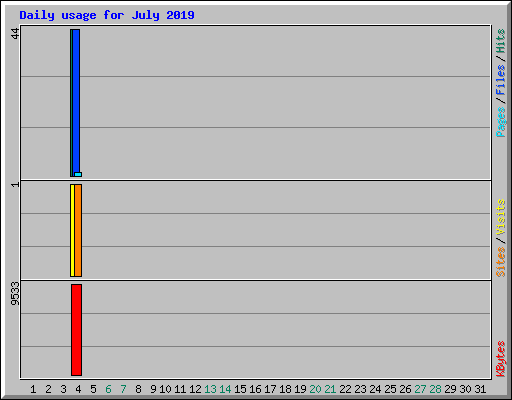 Daily usage for July 2019
44
1
9533
Pages/Files/Hits
Sites/Visits
KBytes
1 2 3 4 5 6 7 8 9 10 11 12 13 14 15 16 17 18 19 20 21 22 23 24 25 26 27 28 29 30 31